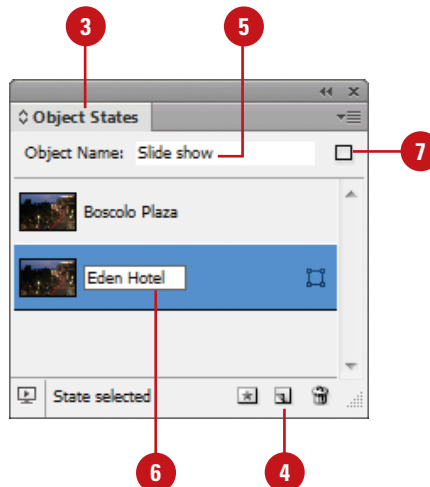 3 5
Object States
Object Name: Slide show
7
Boscolo Plaza
Eden Hotel
State selected
6 4